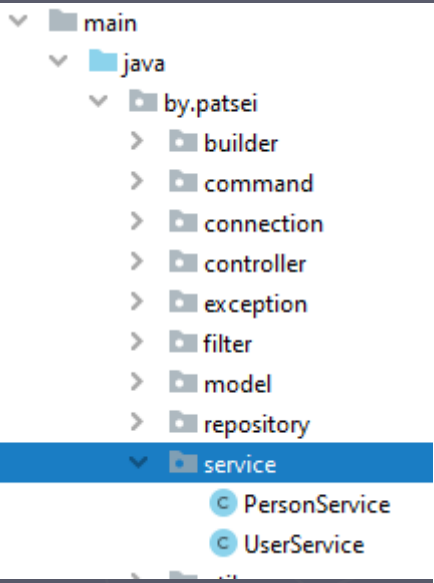 main
java
by.patsei
builder
command
connection
controller
exception
filter
model
repository
service
PersonService
UserService